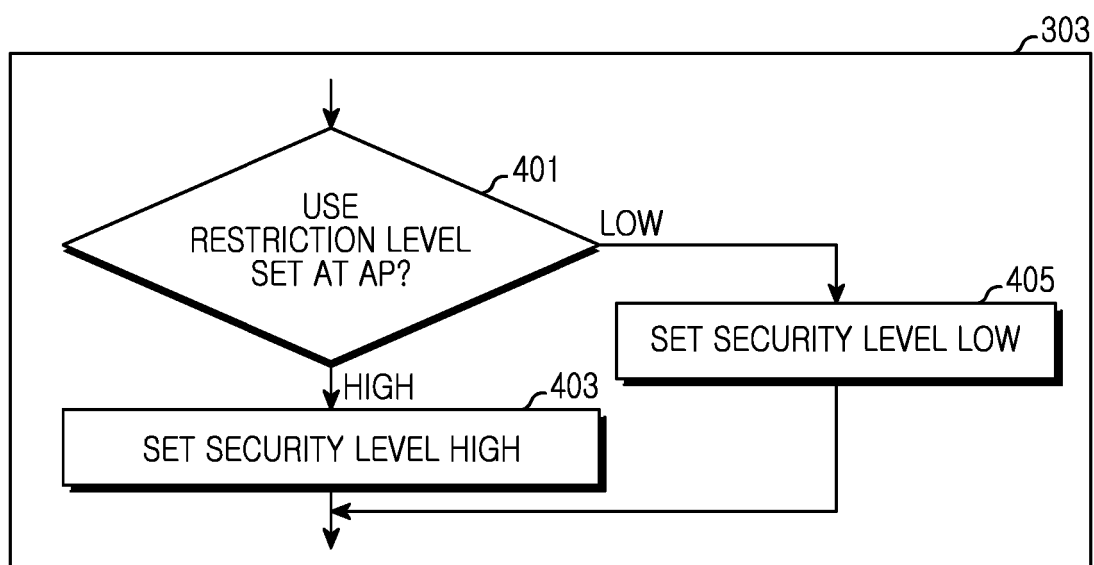 303
401
USE
RESTRICTION LEVEL
SET AT AP?
LOW
405
SET SECURITY LEVEL LOW
HIGH
403
SET SECURITY LEVEL HIGH